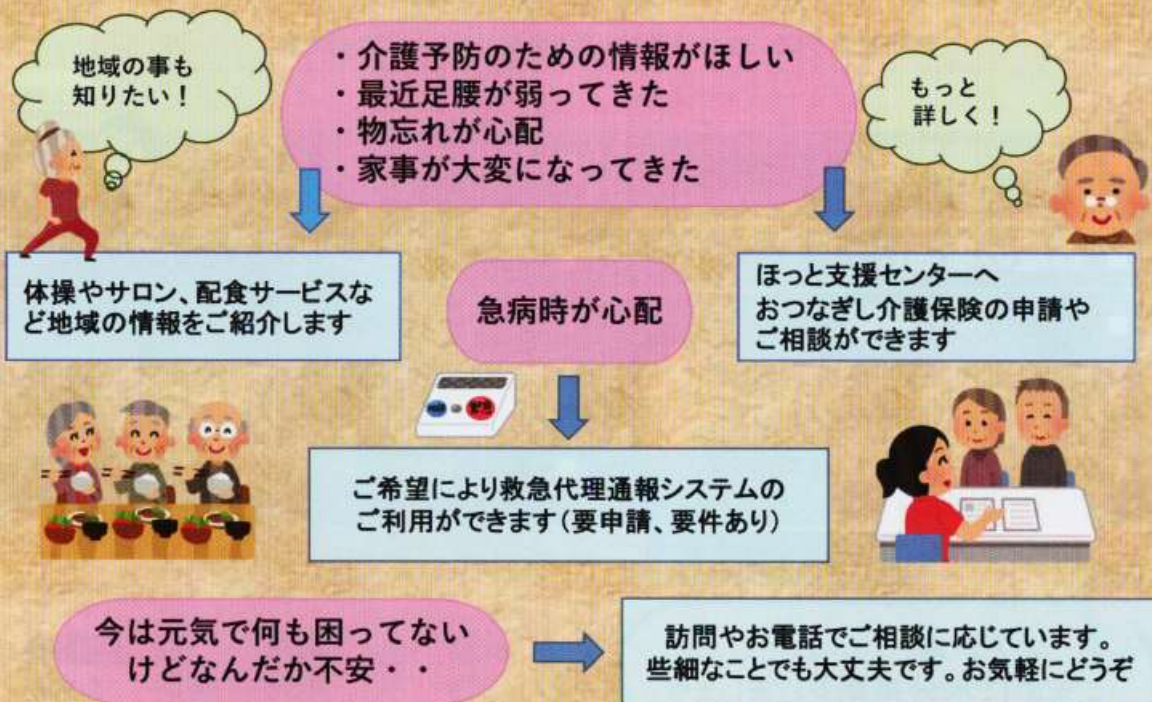 地域の事も
知りたい！
・介護予防のための情報がほしい
・最近足腰が弱ってきた
・物忘れが心配
・家事が大変になってきた
もっと
詳しく！
体操やサロン、配食サービスな
ど地域の情報をご紹介します
急病時が心配
ほっと支援センターへ
おつなぎし介護保険の申請や
ご相談ができます
ご希望により救急代理通報システムの
ご利用ができます（要申請、要件あり）
今は元気で何も困ってない
けどなんだか不安・・
訪問やお電話でご相談に応じています。
些細なことでも大丈夫です。お気軽にどうぞ